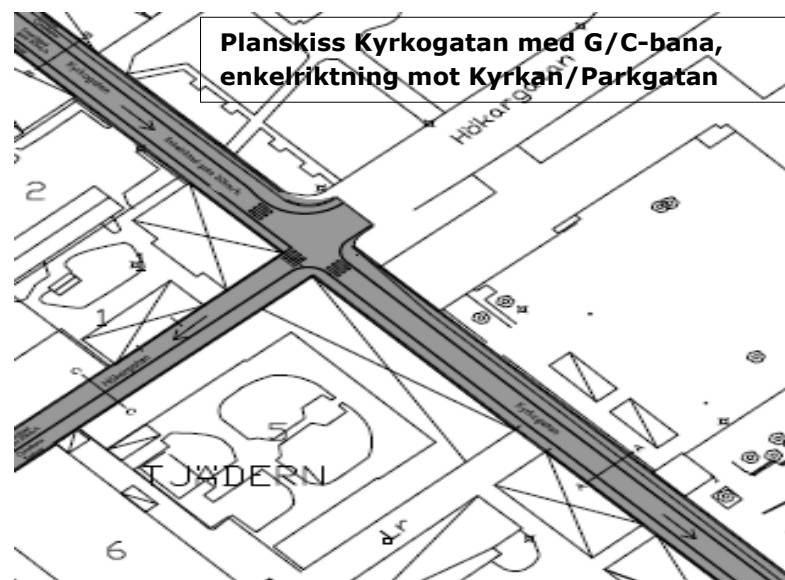 Planskiss Kyrkogatan med G/C-bana,
enkelriktning mot Kyrkan/Parkgatan
Hökargatan
Kyrkogatan
2
1
Hökargatan
C
C
5
TJÄDERN
6
Kyrkogatan
A